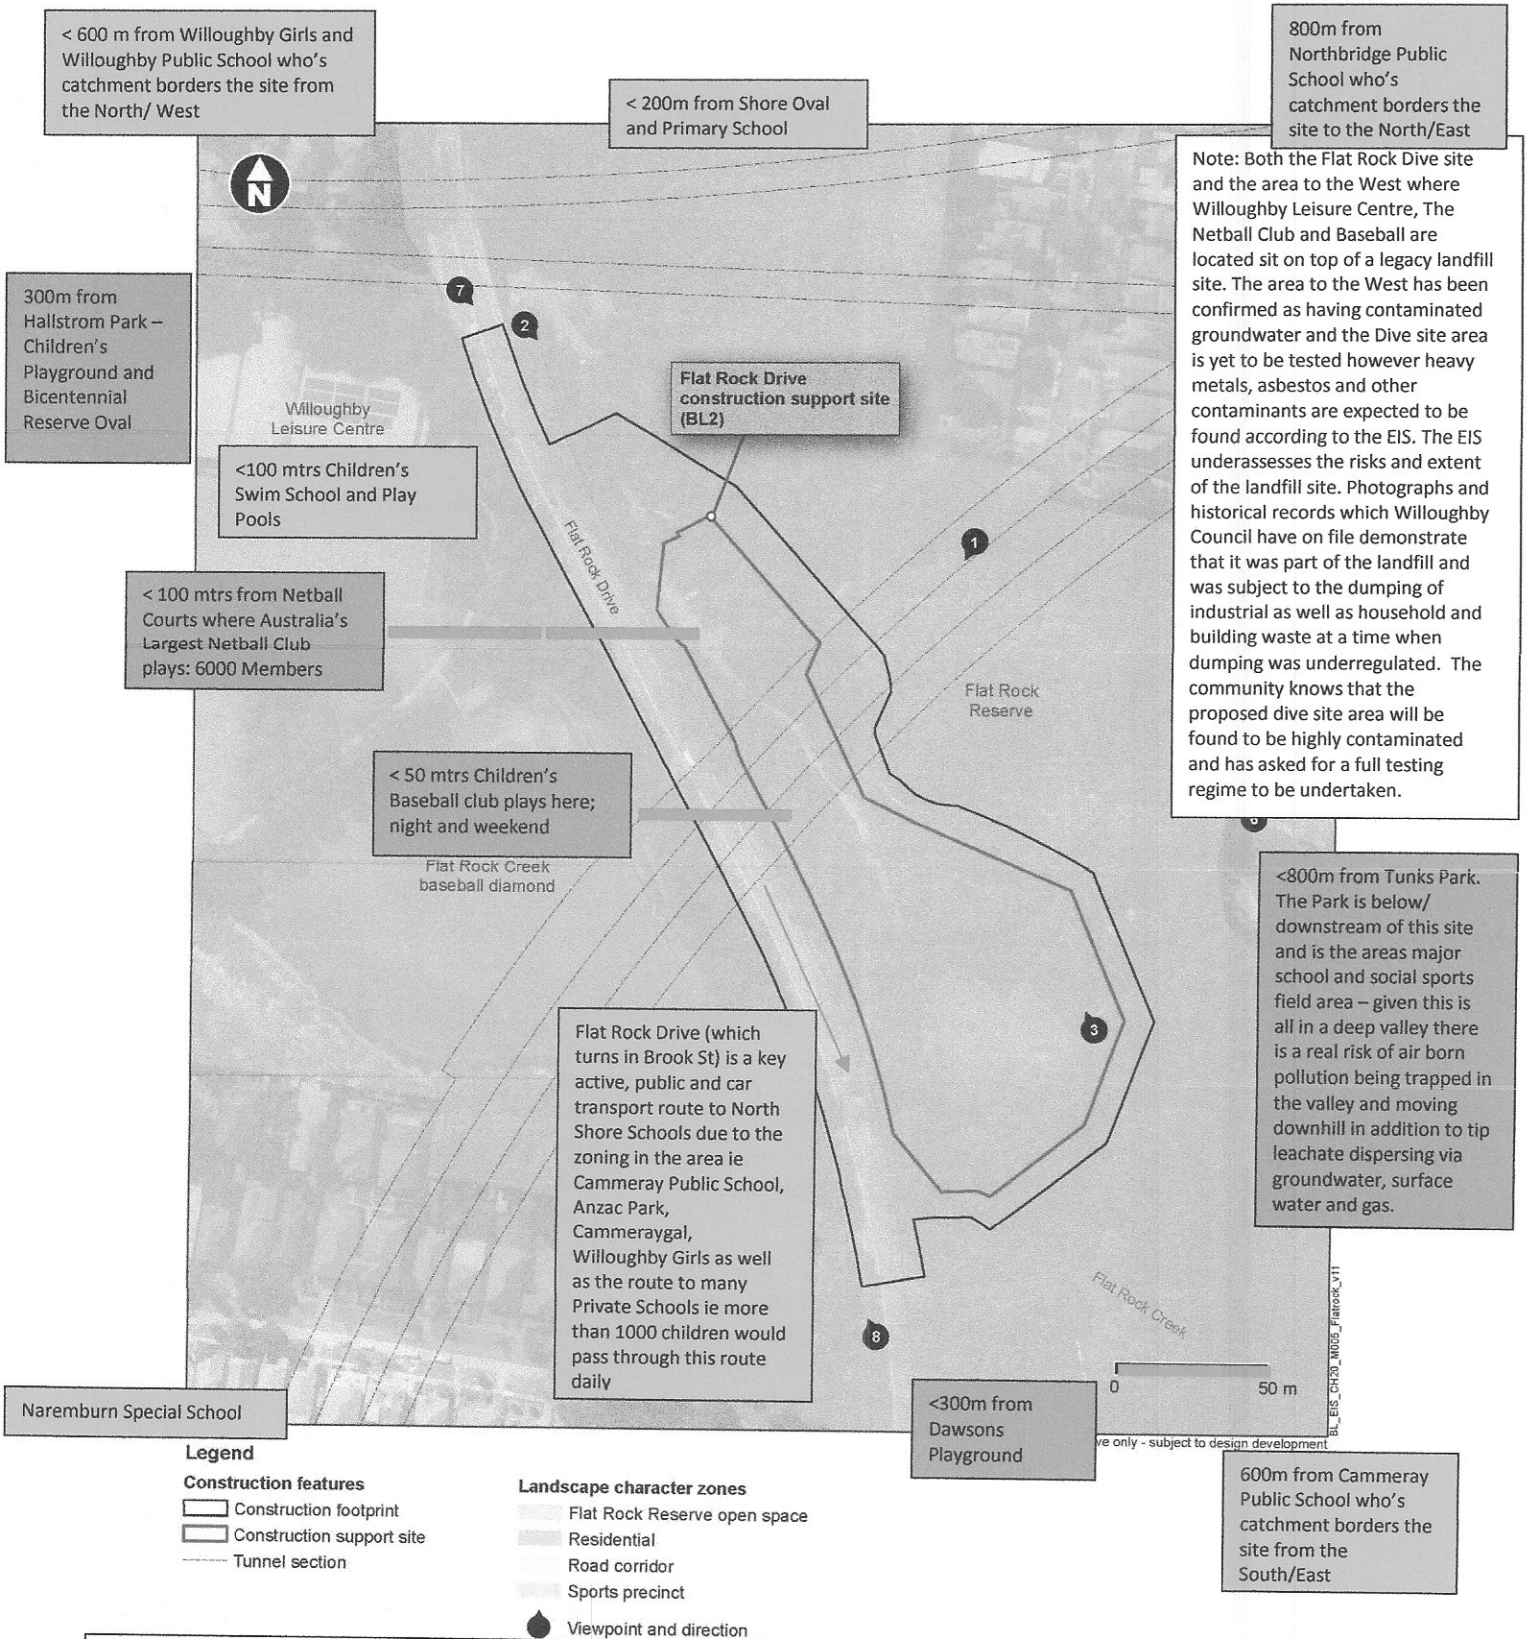 < 600 m from Willoughby Girls and
Willoughby Public School who's
catchment borders the site from
the North/ West
< 200m from Shore Oval
and Primary School
800m from
Northbridge Public
School who's
catchment borders the
site to the North/East
N
Note: Both the Flat Rock Dive site
and the area to the West where
Willoughby Leisure Centre, The
Netball Club and Baseball are
located sit on top of a legacy landfill
site. The area to the West has been
confirmed as having contaminated
groundwater and the Dive site area
is yet to be tested however heavy
metals, asbestos and other
contaminants are expected to be
found according to the EIS. The EIS
underassesses the risks and extent
of the landfill site. Photographs and
historical records which Willoughby
Council have on file demonstrate
that it was part of the landfill and
was subject to the dumping of
industrial as well as household and
building waste at a time when
dumping was underregulated. The
community knows that the
proposed dive site area will be
found to be highly contaminated
and has asked for a full testing
regime to be undertaken.
300m from
Hallstrom Park –
Children's
Playground and
Bicentennial
Reserve Oval
7
2
Flat Rock Drive
construction support site
(BL2)
Willoughby
Leisure Centre
<100 mtrs Children's
Swim School and Play
Pools
Flat Rock Drive
1
< 100 mtrs from Netball
Courts where Australia's
Largest Netball Club
plays: 6000 Members
Flat Rock
Reserve
< 50 mtrs Children's
Baseball club plays here;
night and weekend
Flat Rock Creek
baseball diamond
6
<800m from Tunks Park.
The Park is below/
downstream of this site
and is the areas major
school and social sports
field area – given this is
all in a deep valley there
is a real risk of air born
pollution being trapped in
the valley and moving
downhill in addition to tip
leachate dispersing via
groundwater, surface
water and gas.
3
Flat Rock Drive (which
turns in Brook St) is a key
active, public and car
transport route to North
Shore Schools due to the
zoning in the area ie
Cammeray Public School,
Anzac Park,
Cammeraygal,
Willoughby Girls as well
as the route to many
Private Schools ie more
than 1000 children would
pass through this route
daily
8
Flat Rock Creek
0 50 m
BL_EIS_CH20_M005_Flatrock_v11
Naremburn Special School
<300m from
Dawsons
Playground
ve only - subject to design development
600m from Cammeray
Public School who's
catchment borders the
site from the
South/East
Legend
Construction features
Construction footprint
Construction support site
Tunnel section
Landscape character zones
Flat Rock Reserve open space
Residential
Road corridor
Sports precinct
Viewpoint and direction